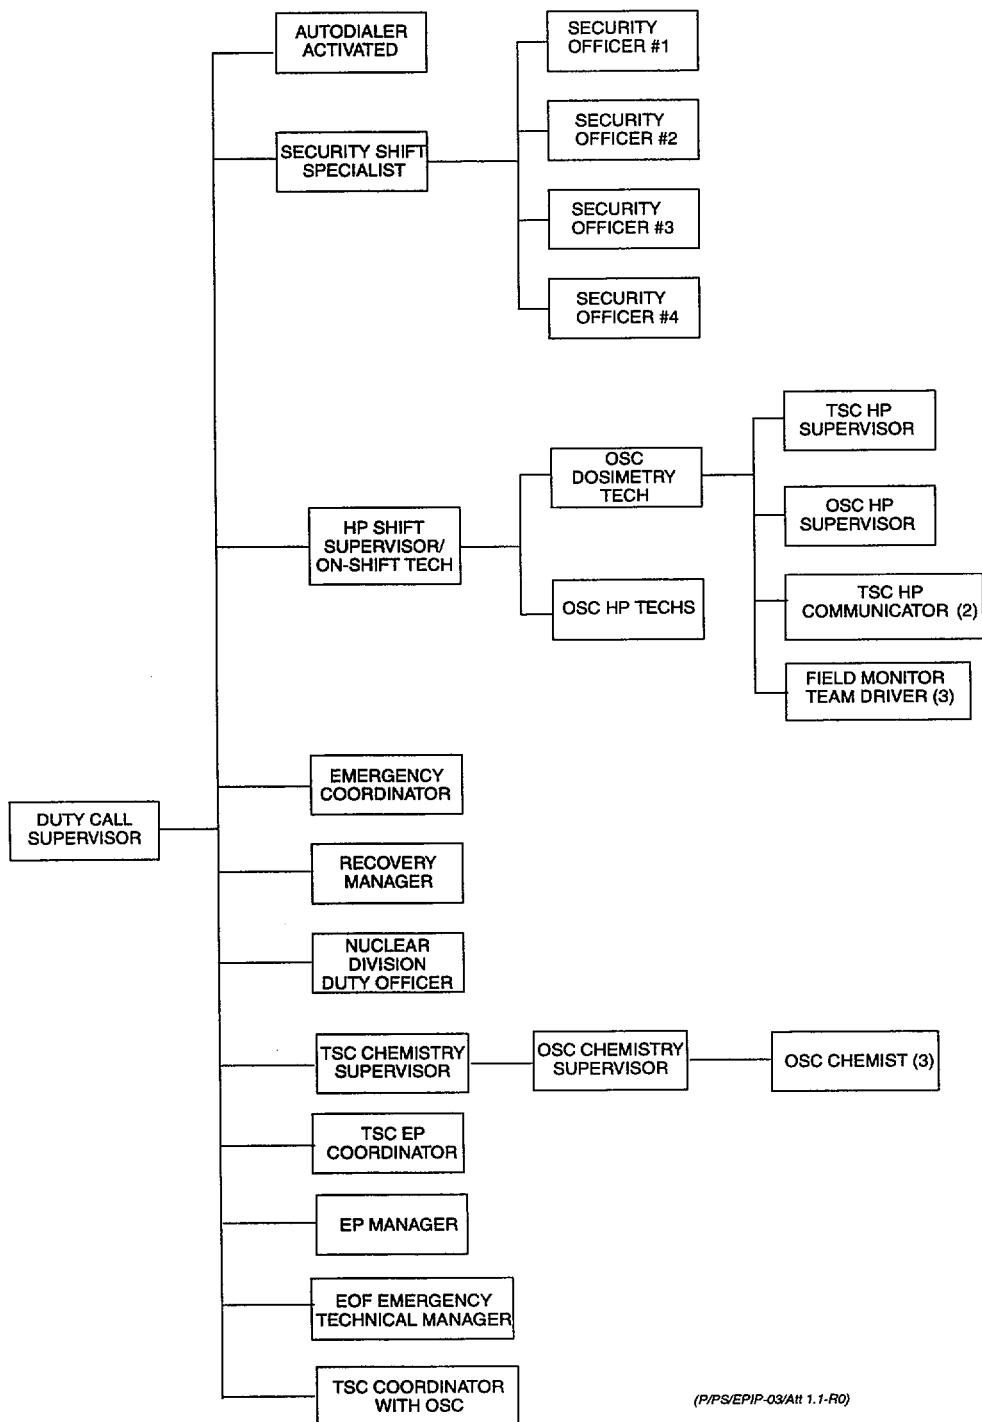 AUTODIALER
ACTIVATED
SECURITY
OFFICER #1
SECURITY SHIFT
SPECIALIST
SECURITY
OFFICER #2
SECURITY
OFFICER #3
SECURITY
OFFICER #4
HP SHIFT
SUPERVISOR/
ON-SHIFT TECH
OSC
DOSIMETRY
TECH
OSC HP TECHS
TSC HP
SUPERVISOR
OSC HP
SUPERVISOR
TSC HP
COMMUNICATOR (2)
FIELD MONITOR
TEAM DRIVER (3)
DUTY CALL
SUPERVISOR
EMERGENCY
COORDINATOR
RECOVERY
MANAGER
NUCLEAR
DIVISION
DUTY OFFICER
TSC CHEMISTRY
SUPERVISOR
OSC CHEMISTRY
SUPERVISOR
OSC CHEMIST (3)
TSC EP
COORDINATOR
EP MANAGER
EOF EMERGENCY
TECHNICAL MANAGER
TSC COORDINATOR
WITH OSC
(P/PS/EPIP-03/Att 1.1-R0)